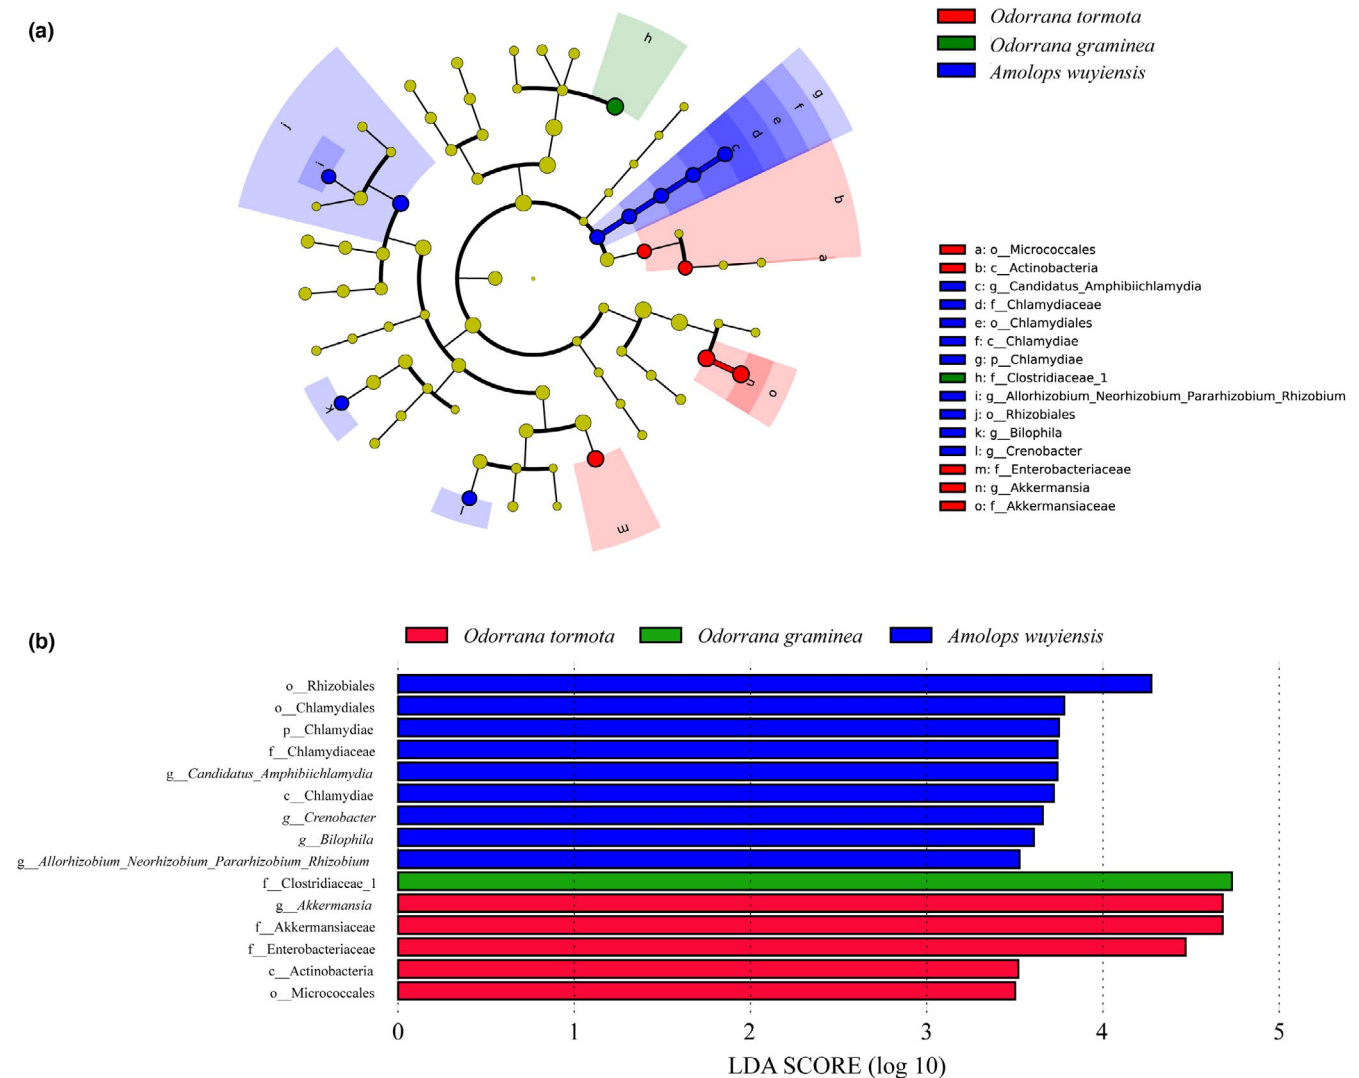 (a)
Odorrana tormota
Odorrana graminea
Amolops wuyiensis
h
g
f
e
d
c
b
a
j
i
k
l
m
n
o
a: o__Micrococcales
b: c__Actinobacteria
c: g__Candidatus_Amphibiichlamydia
d: f__Chlamydiaceae
e: o__Chlamydiales
f: c__Chlamydiae
g: p__Chlamydiae
h: f__Clostridiaceae_1
i: g__Allorhizobium_Neorhizobium_Pararhizobium_Rhizobium
j: o__Rhizobiales
k: g__Bilophila
l: g__Crenobacter
m: f__Enterobacteriaceae
n: g__Akkermansia
o: f__Akkermansiaceae
(b)
Odorrana tormota Odorrana graminea Amolops wuyiensis
o__Rhizobiales
o__Chlamydiales
p__Chlamydiae
f__Chlamydiaceae
g__Candidatus_Amphibiichlamydia
c__Chlamydiae
g__Crenobacter
g__Bilophila
g__Allorhizobium_Neorhizobium_Pararhizobium_Rhizobium
f__Clostridiaceae_1
g__Akkermansia
f__Akkermansiaceae
f__Enterobacteriaceae
c__Actinobacteria
o__Micrococcales
0 1 2 3 4 5
LDA SCORE (log 10)